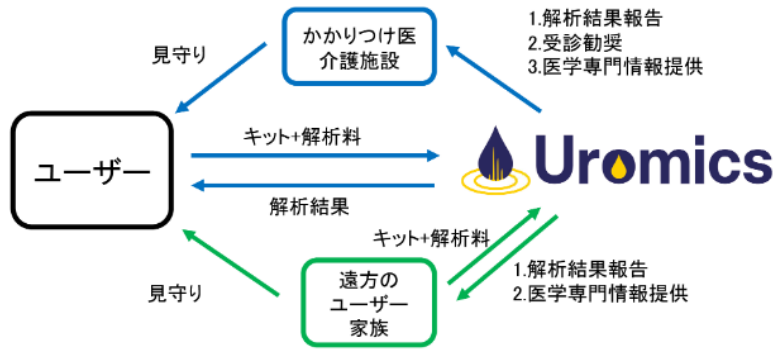 かかりつけ医
介護施設
1.解析結果報告
2.受診勧奨
3.医学専門情報提供
見守り
ユーザー
キット+解析料
Uromics
解析結果
キット+解析料
遠方の
ユーザー
家族
1.解析結果報告
2.医学専門情報提供
見守り